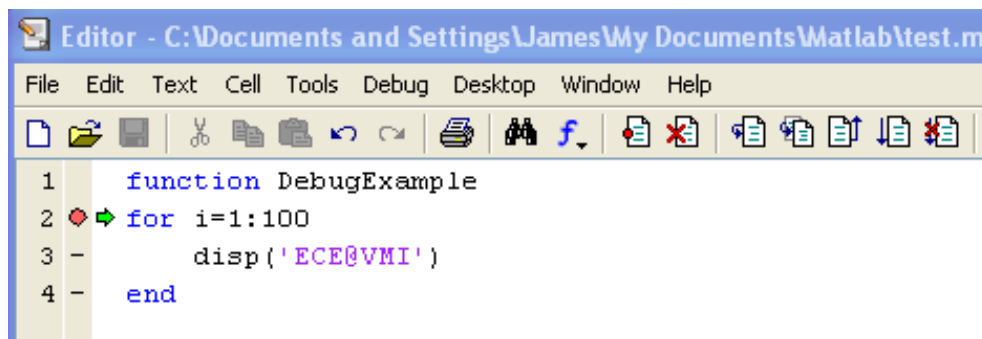 Editor - C:\Documents and Settings\James\My Documents\Matlab\test.m
File Edit Text Cell Tools Debug Desktop Window Help
1 function DebugExample
2 for i=1:100
3 - disp('ECE@VMI')
4 - end